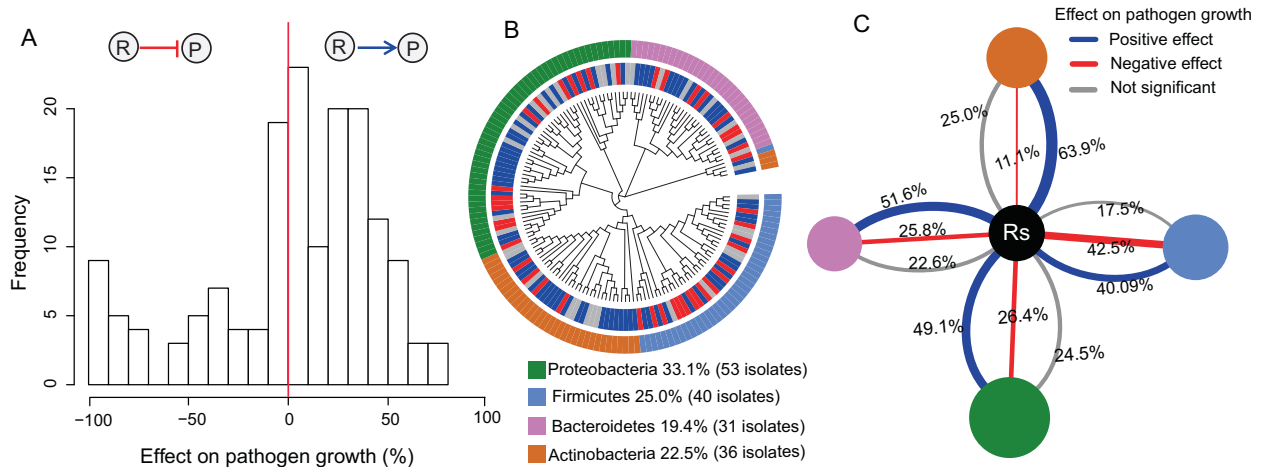 A
R
P
R
P
Frequency
20
15
10
5
0
−100
−50
0
50
100
Effect on pathogen growth (%)
B
Proteobacteria 33.1% (53 isolates)
Firmicutes 25.0% (40 isolates)
Bacteroidetes 19.4% (31 isolates)
Actinobacteria 22.5% (36 isolates)
C
Effect on pathogen growth
Positive effect
Negative effect
Not significant
25.0%
11.1%
63.9%
51.6%
25.8%
22.6%
Rs
17.5%
42.5%
40.09%
49.1%
26.4%
24.5%